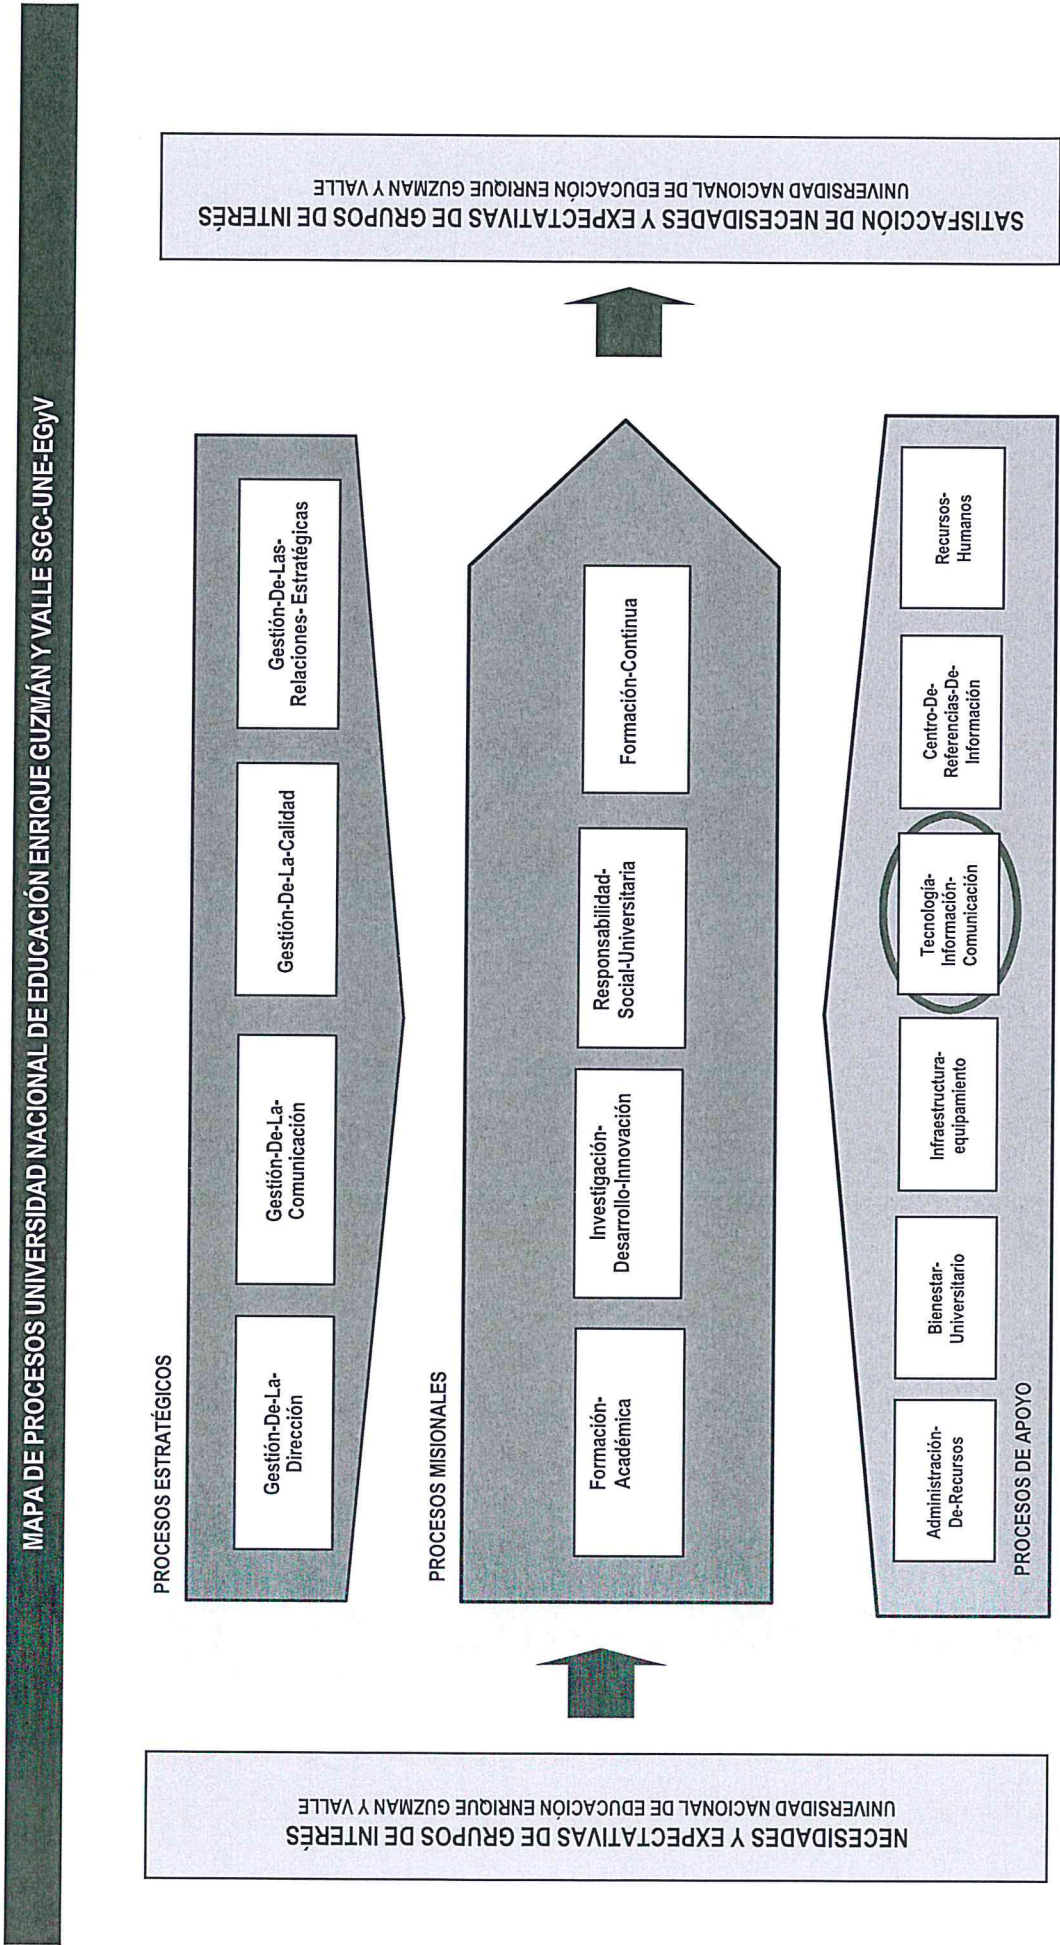 MAPA DE PROCESOS UNIVERSIDAD NACIONAL DE EDUCACIÓN ENRIQUE GUZMÁN Y VALLE SGC-UNE-EGyV
NECESIDADES Y EXPECTATIVAS DE GRUPOS DE INTERÉS
UNIVERSIDAD NACIONAL DE EDUCACIÓN ENRIQUE GUZMAN Y VALLE
PROCESOS ESTRATÉGICOS
Gestión-De-La-
Dirección
Gestión-De-La-
Comunicación
Gestión-De-La-Calidad
Gestión-De-Las-
Relaciones- Estratégicas
PROCESOS MISIONALES
Formación-
Académica
Investigación-
Desarrollo-Innovación
Responsabilidad-
Social-Universitaria
Formación-Continua
Administración-
De-Recursos
Bienestar-
Universitario
Infraestructura-
equipamiento
Tecnología-
Información-
Comunicación
Centro-De-
Referencias-De-
Información
Recursos-
Humanos
PROCESOS DE APOYO
SATISFACCIÓN DE NECESIDADES Y EXPECTATIVAS DE GRUPOS DE INTERÉS
UNIVERSIDAD NACIONAL DE EDUCACIÓN ENRIQUE GUZMAN Y VALLE